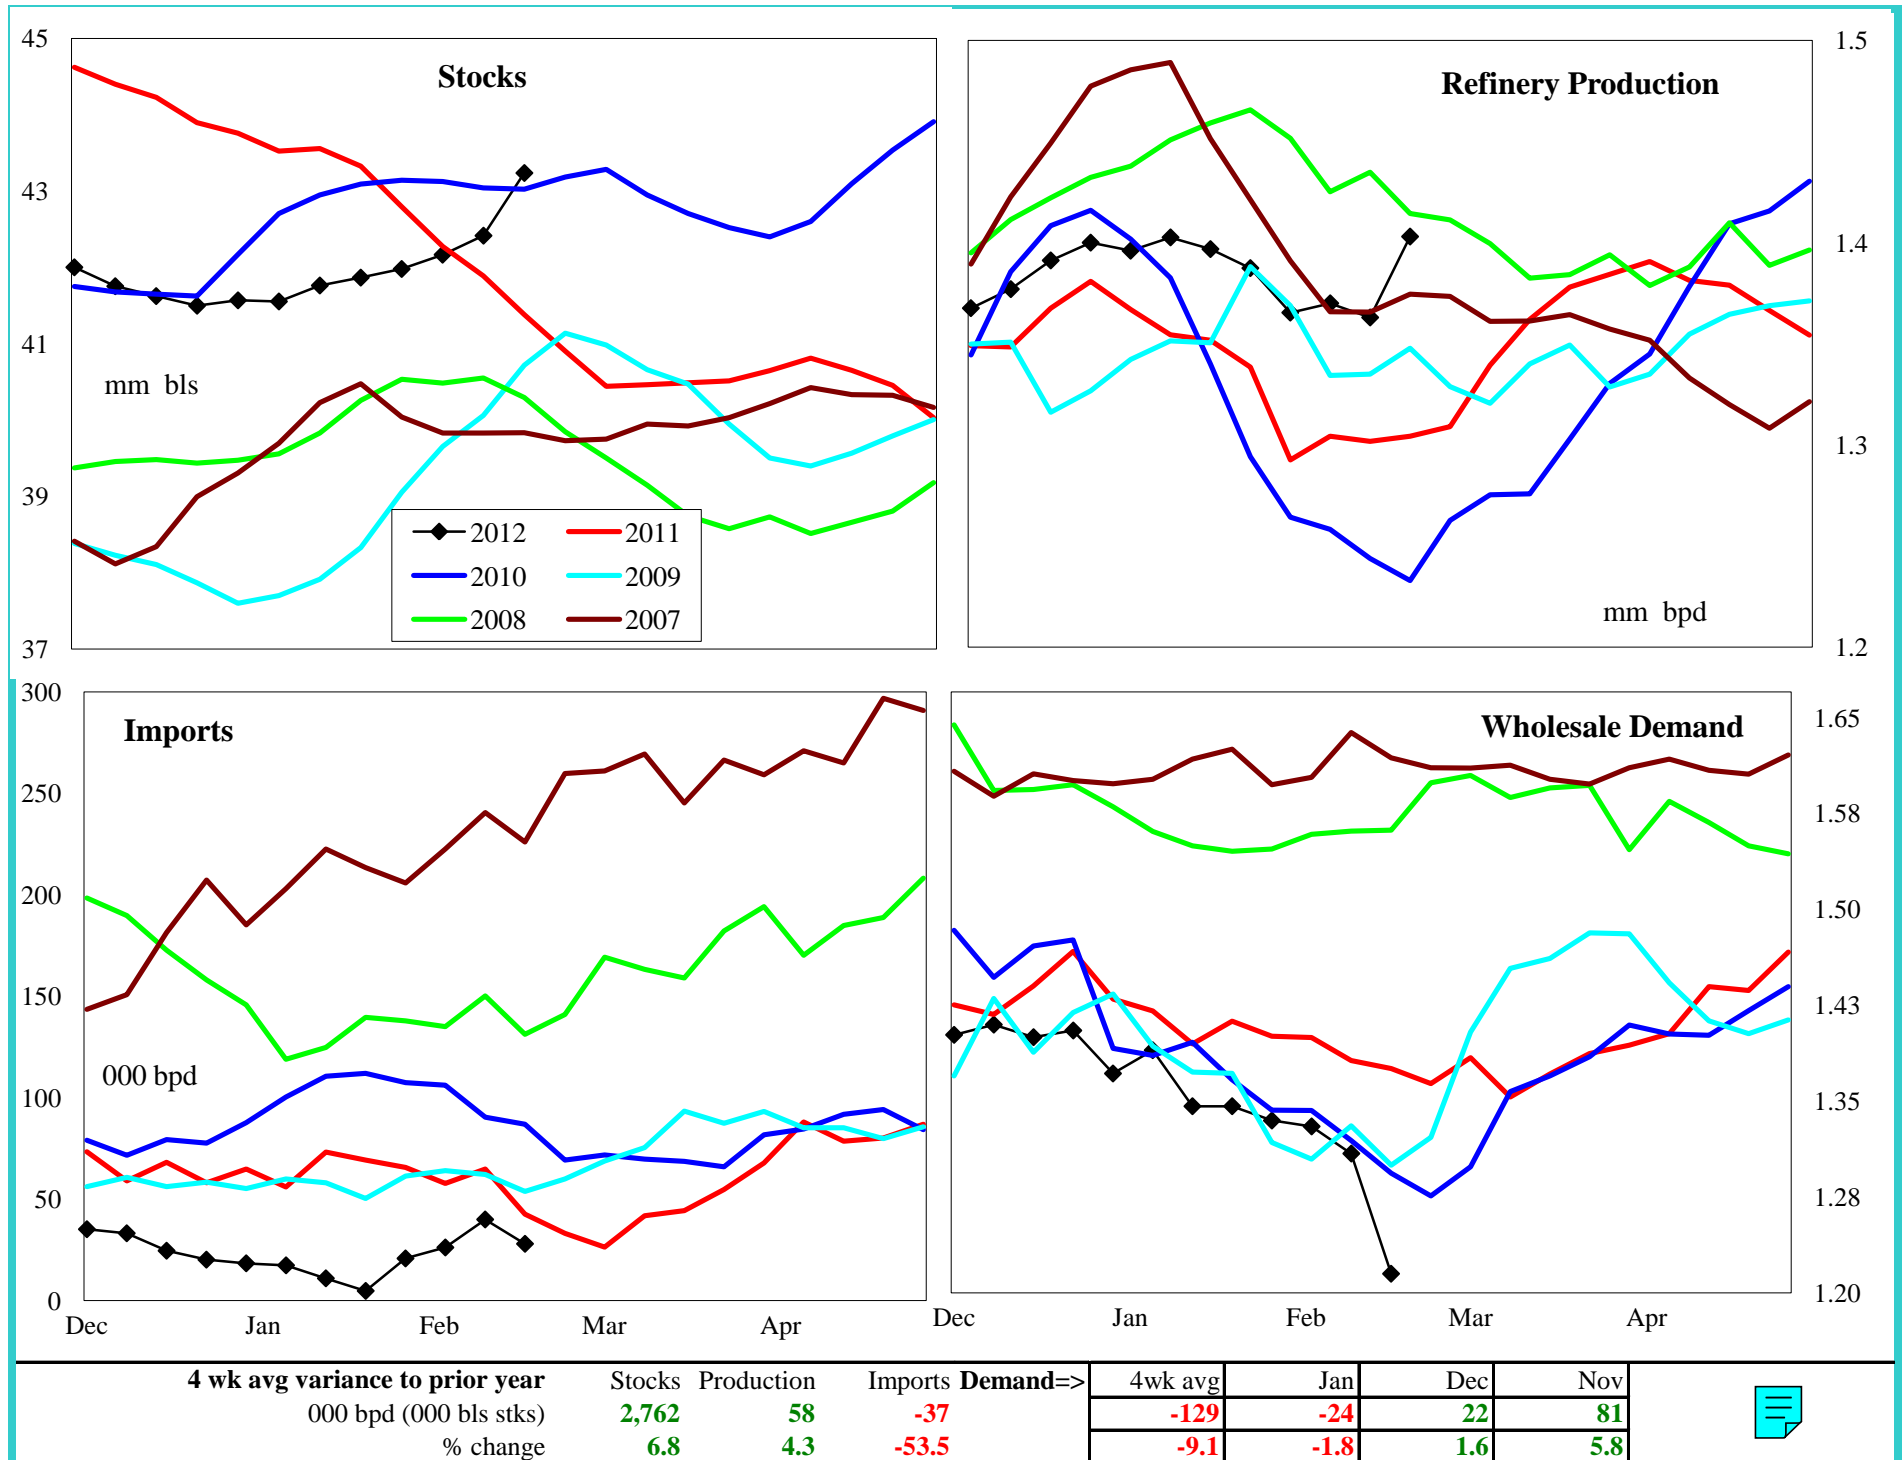 Stocks
45
43
41
39
37
mm bls
2012
2011
2010
2009
2008
2007
Refinery Production
1.5
1.4
1.3
1.2
mm bpd
Imports
300
250
200
150
100
50
0
000 bpd
Dec Jan Feb Mar Apr
Wholesale Demand
1.65
1.58
1.50
1.43
1.35
1.28
1.20
Dec Jan Feb Mar Apr
4 wk avg variance to prior year Stocks Production Imports Demand=> 4wk avg Jan Dec Nov
000 bpd (000 bls stks) 2,762 58 -37 -129 -24 22 81
% change 6.8 4.3 -53.5 -9.1 -1.8 1.6 5.8